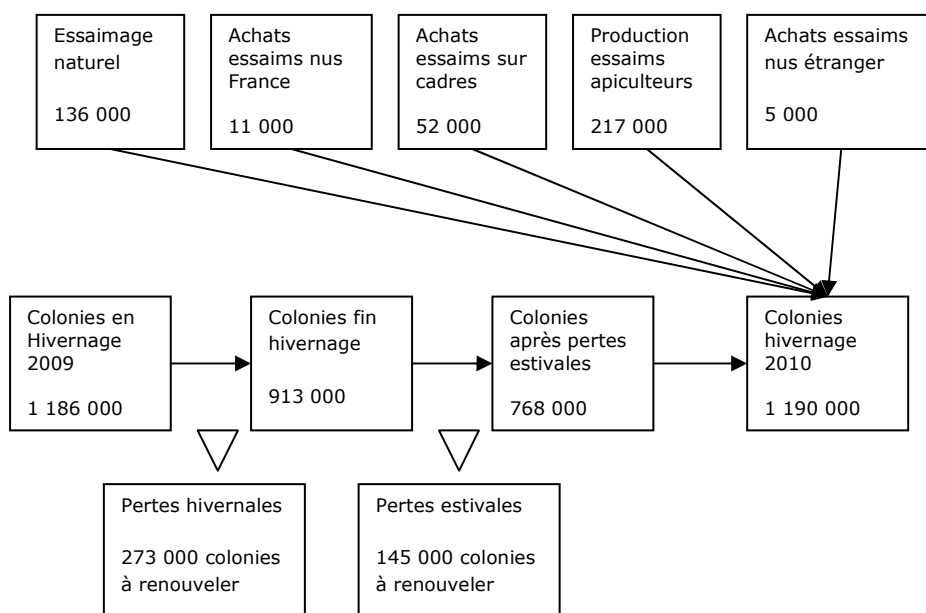 Essaimage
naturel
136 000
Achats
essaims nus
France
11 000
Achats
essaims sur
cadres
52 000
Production
essaims
apiculteurs
217 000
Achats essaims
nus étranger
5 000
Colonies en
Hivernage
2009
1 186 000
Colonies fin
hivernage
913 000
Colonies
après pertes
estivales
768 000
Colonies
hivernage
2010
1 190 000
Pertes hivernales
273 000 colonies
à renouveler
Pertes estivales
145 000 colonies
à renouveler